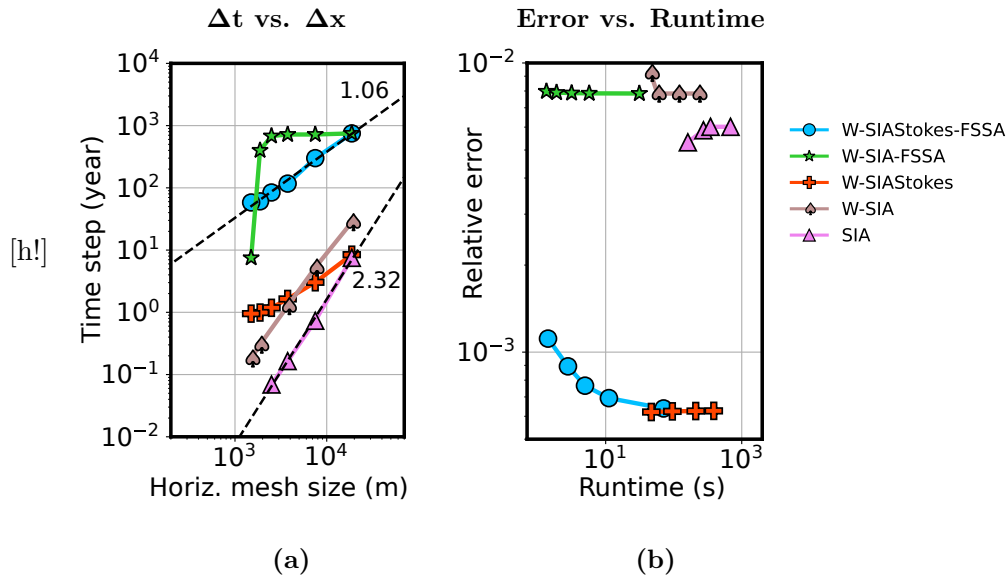 Δt vs. Δx
Error vs. Runtime
[h!]
Time step (year)
10^4
10^3
10^2
10^1
10^0
10^-1
10^-2
1.06
2.32
10^3
10^4
Horiz. mesh size (m)
(a)
Relative error
10^-2
10^-3
10^1
10^3
Runtime (s)
(b)
W-SIAStokes-FSSA
W-SIA-FSSA
W-SIAStokes
W-SIA
SIA